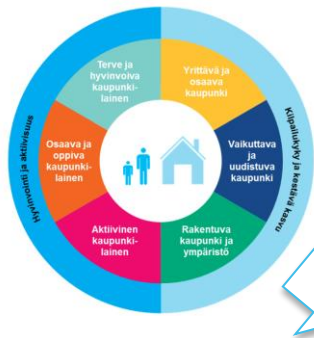 Hyvinvointi ja aktiivisuus
Terve ja
hyvinvoiva
kaupunki-
lainen
Osaava ja
oppiva
kaupunki-
lainen
Aktiivinen
kaupunki-
lainen
Yrittävä ja
osaava
kaupunki
Vaikuttava
ja
uudistuva
kaupunki
Rakentuva
kaupunki ja
ympäristö
Kilpailukyky ja kestävä kasvu